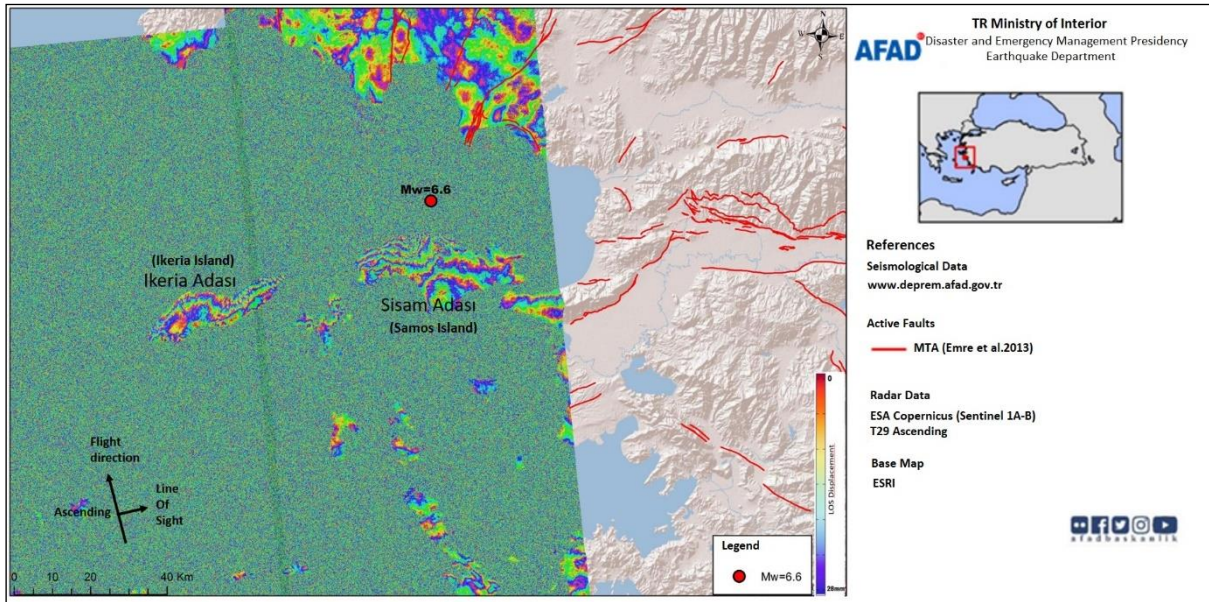 Mw=6.6
(Ikeria Island)
Ikeria Adası
Sisam Adası
(Samos Island)
Flight
direction
Line
Of
Sight
Ascending
0 10 20 40 Km
0
LOS Displacement
28mm
Legend
Mw=6.6
W E
S
TR Ministry of Interior
AFAD
Disaster and Emergency Management Presidency
Earthquake Department
References
Seismological Data
www.deprem.afad.gov.tr
Active Faults
MTA (Emre et al.2013)
Radar Data
ESA Copernicus (Sentinel 1A-B)
T29 Ascending
Base Map
ESRI
afadbaskanlik